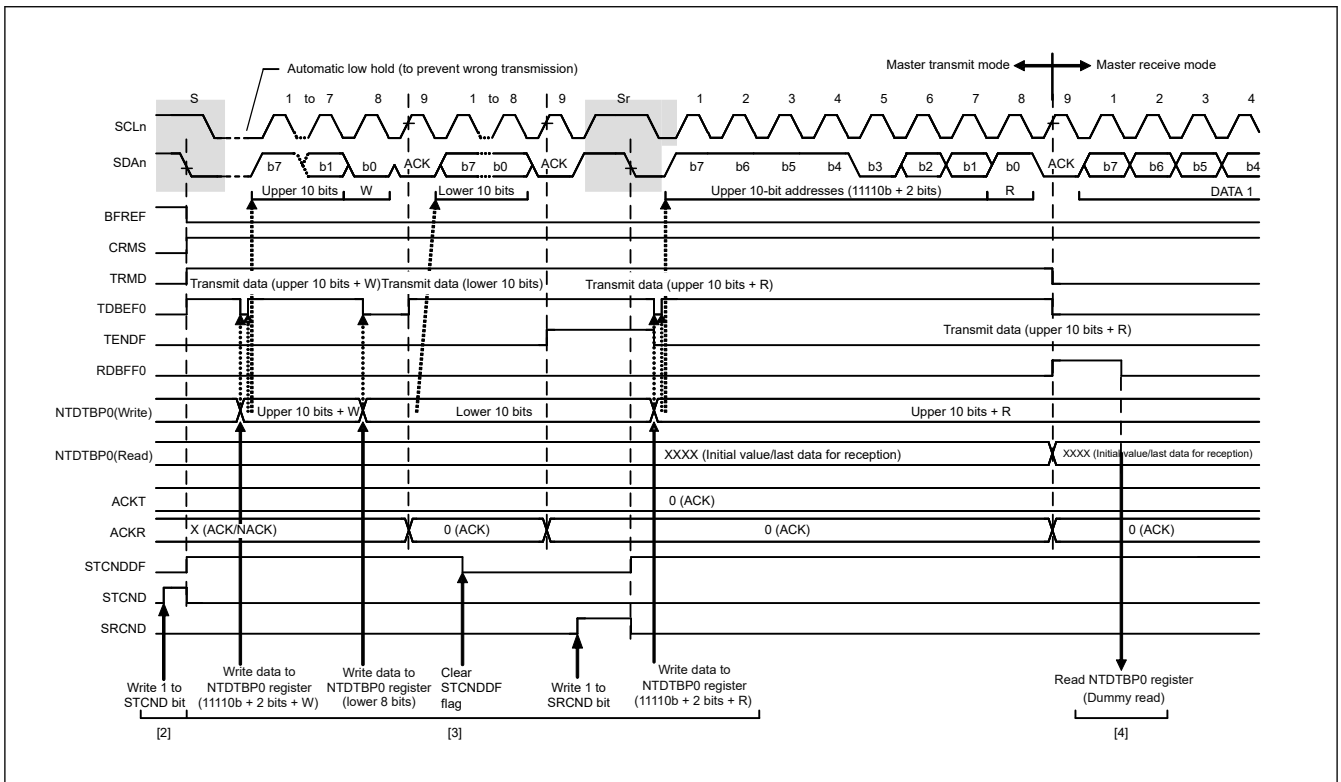 Master transmit mode
Master receive mode
Automatic low hold (to prevent wrong transmission)
S
1 to 7
8
9
1 to 8
9
Sr
1
2
3
4
5
6
7
8
9
1
2
3
4
SCLn
SDAn
b7
b1
b0
ACK
b7
b0
ACK
b7
b6
b5
b4
b3
b2
b1
b0
ACK
b7
b6
b5
b4
Upper 10 bits
W
Lower 10 bits
Upper 10-bit addresses (11110b + 2 bits)
R
DATA 1
BFREF
CRMS
TRMD
Transmit data (upper 10 bits + W)
Transmit data (lower 10 bits)
Transmit data (upper 10 bits + R)
TDBEF0
TENDF
Transmit data (upper 10 bits + R)
RDBFF0
NTDTBP0(Write)
Upper 10 bits + W
Lower 10 bits
Upper 10 bits + R
NTDTBP0(Read)
XXXX (Initial value/last data for reception)
XXXX (Initial value/last data for reception)
ACKT
0 (ACK)
ACKR
X (ACK/NACK)
0 (ACK)
0 (ACK)
0 (ACK)
STCNDDF
STCND
SRCND
Write 1 to
STCND bit
Write data to
NTDTBP0 register
(11110b + 2 bits + W)
Write data to
NTDTBP0 register
(lower 8 bits)
Clear
STCNDDF
flag
Write 1 to
SRCND bit
Write data to
NTDTBP0 register
(11110b + 2 bits + R)
Read NTDTBP0 register
(Dummy read)
[2]
[3]
[4]